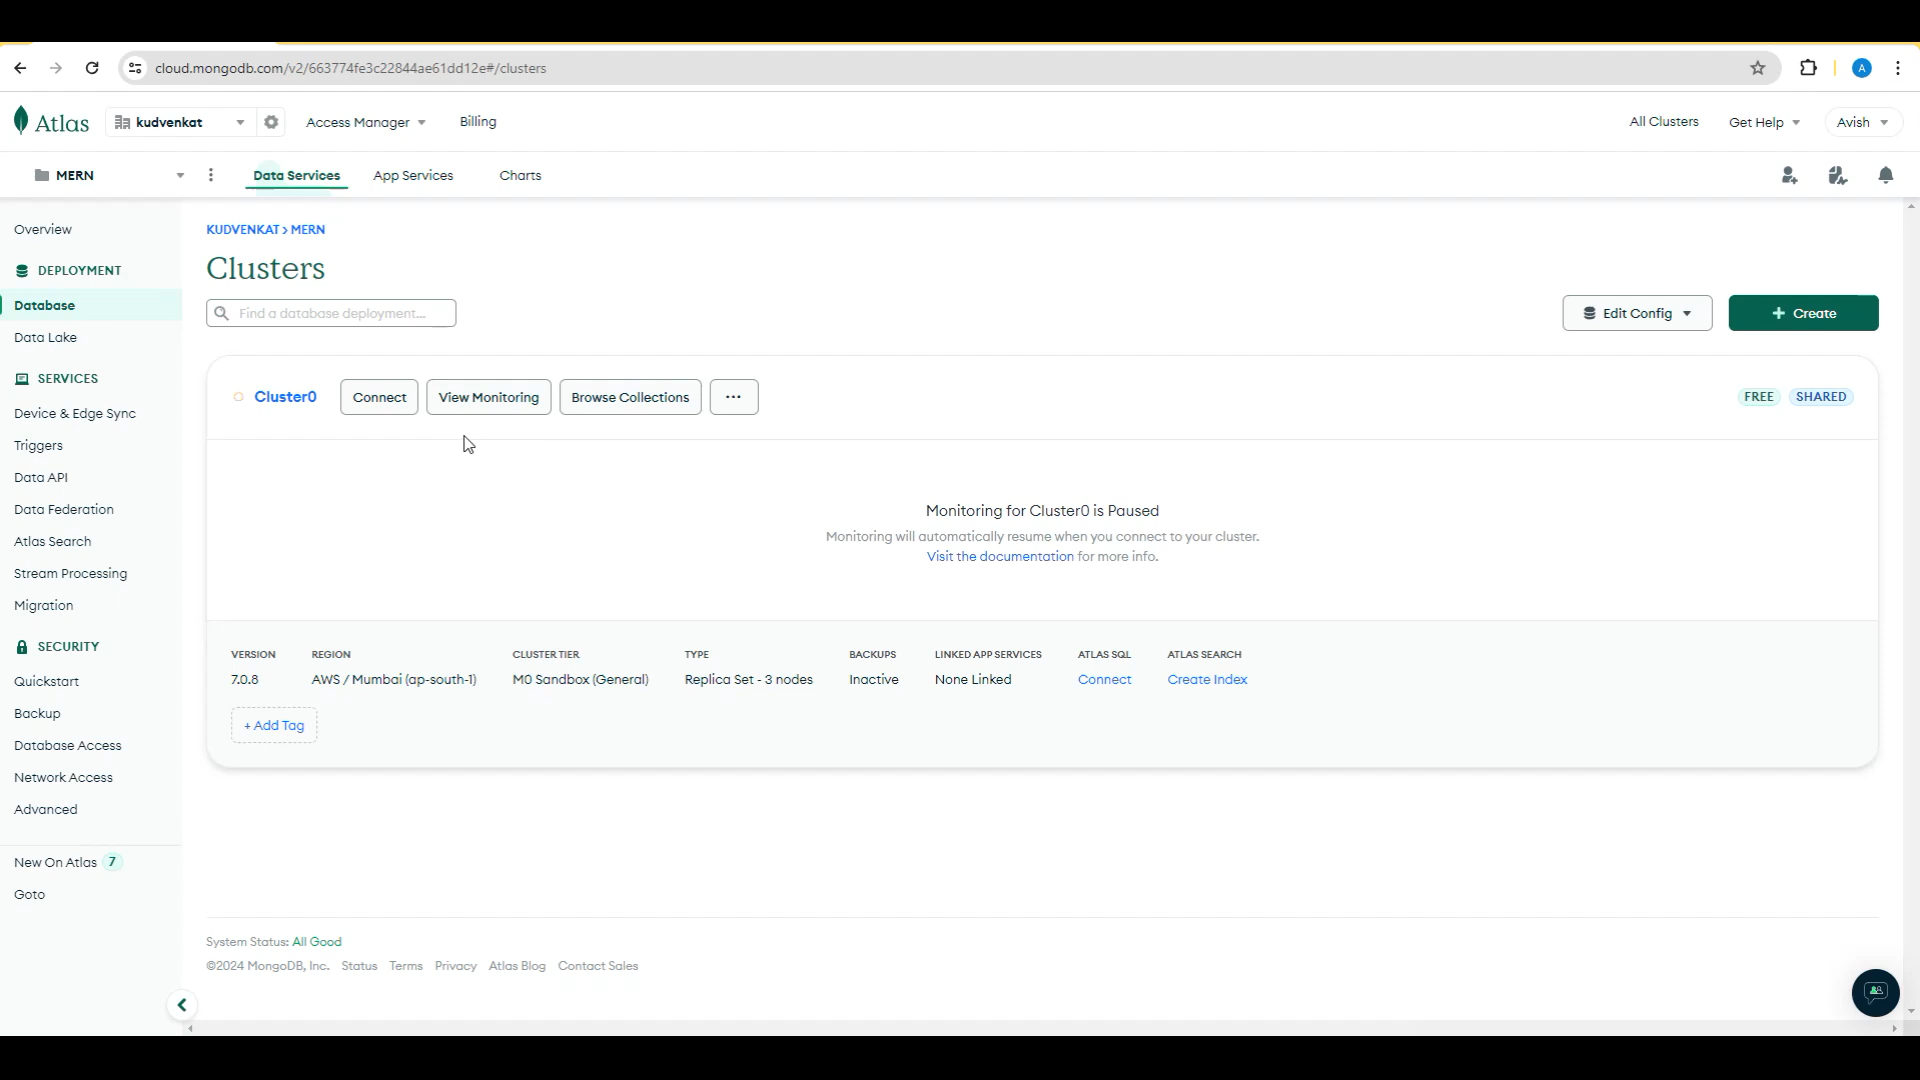 cloud.mongodb.com/v2/663774fe3c22844ae61dd12e#/clusters
A
Atlas
kudvenkat
Access Manager
Billing
All Clusters
Get Help
Avish
MERN
Data Services
App Services
Charts
Overview
DEPLOYMENT
Database
Data Lake
SERVICES
Device & Edge Sync
Triggers
Data API
Data Federation
Atlas Search
Stream Processing
Migration
SECURITY
Quickstart
Backup
Database Access
Network Access
Advanced
New On Atlas 7
Goto
KUDVENKAT > MERN
Clusters
Find a database deployment...
Edit Config
+ Create
Cluster0
Connect
View Monitoring
Browse Collections
...
FREE
SHARED
Monitoring for Cluster0 is Paused
Monitoring will automatically resume when you connect to your cluster.
Visit the documentation for more info.
VERSION REGION CLUSTER TIER TYPE BACKUPS LINKED APP SERVICES ATLAS SQL ATLAS SEARCH
7.0.8 AWS / Mumbai (ap-south-1) M0 Sandbox (General) Replica Set - 3 nodes Inactive None Linked Connect Create Index
+ Add Tag
System Status: All Good
©2024 MongoDB, Inc. Status Terms Privacy Atlas Blog Contact Sales